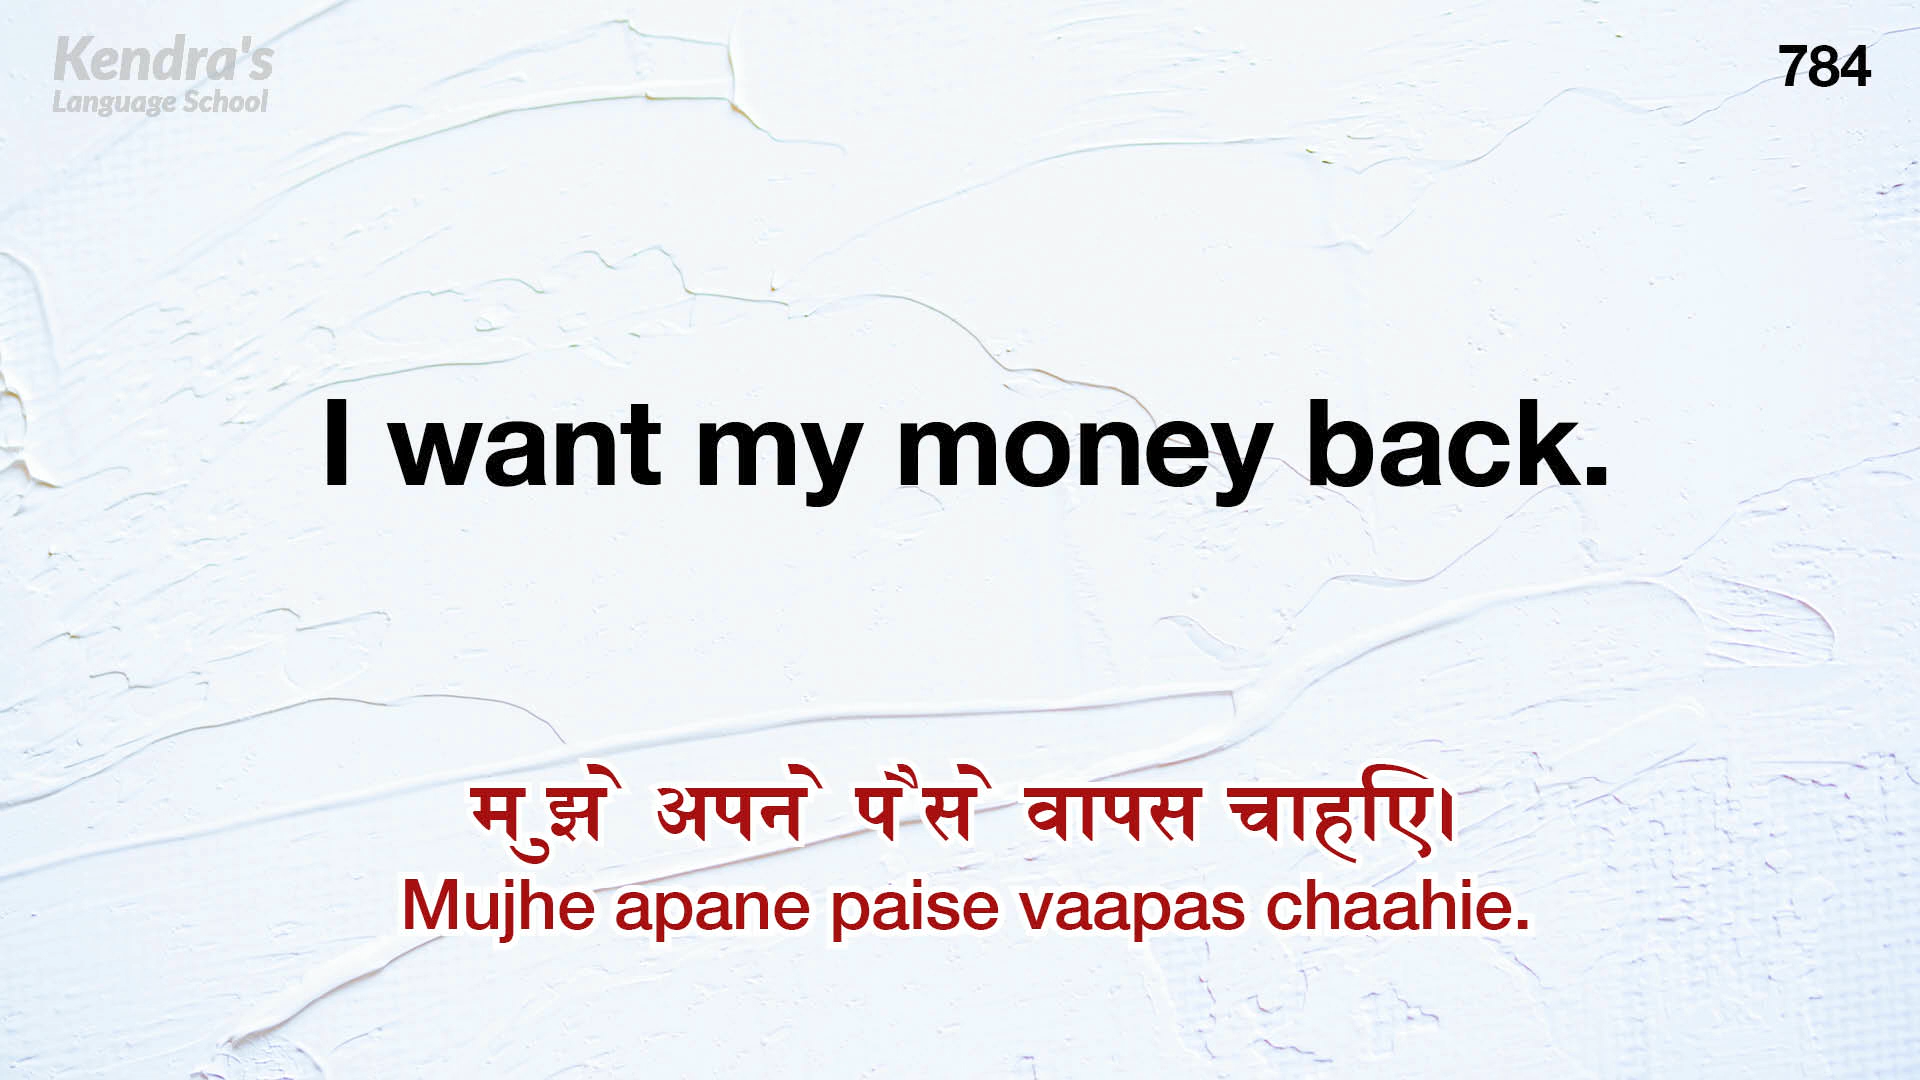 Kendra's
Language School
784
I want my money back.
मुझे अपने पैसे वापस चाहिए।
Mujhe apane paise vaapas chaahie.